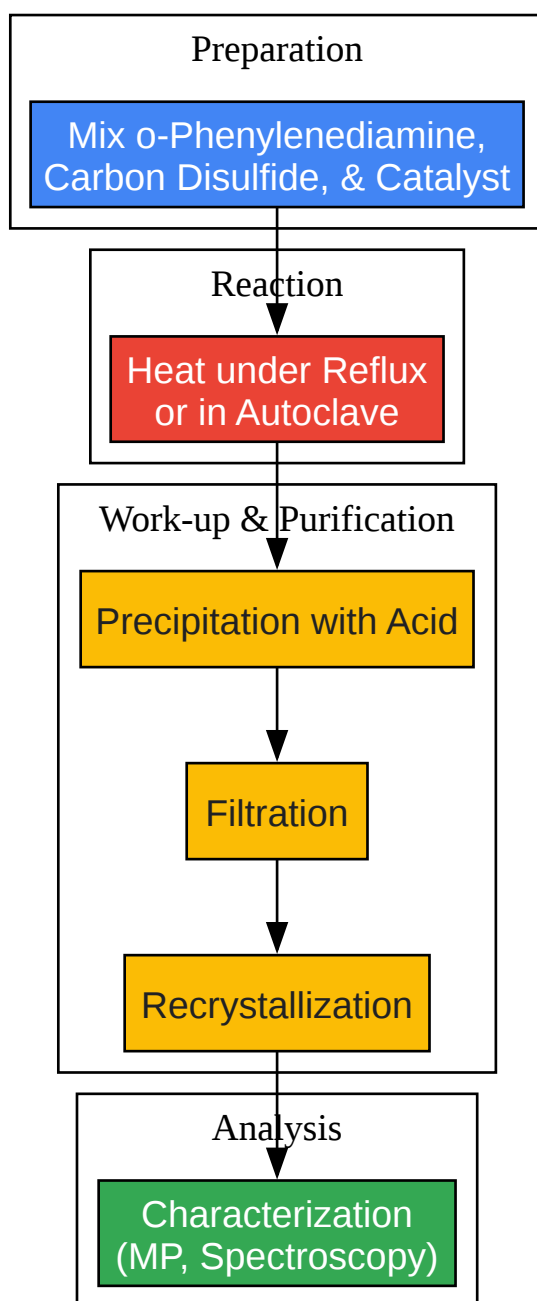 Preparation
Mix o-Phenylenediamine,
Carbon Disulfide, & Catalyst
Reaction
Heat under Reflux
or in Autoclave
Work-up & Purification
Precipitation with Acid
Filtration
Recrystallization
Analysis
Characterization
(MP, Spectroscopy)